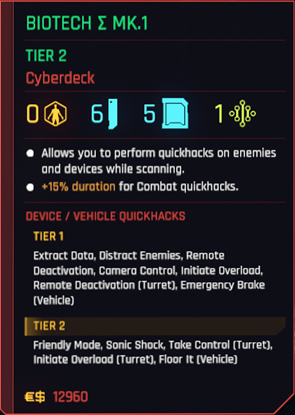 BIOTECH Σ MK.1
TIER 2
Cyberdeck
0 6 5 1
Allows you to perform quickhacks on enemies
and devices while scanning.
+15% duration for Combat quickhacks.
DEVICE / VEHICLE QUICKHACKS
TIER 1
Extract Data, Distract Enemies, Remote
Deactivation, Camera Control, Initiate Overload,
Remote Deactivation (Turret), Emergency Brake
(Vehicle)
TIER 2
Friendly Mode, Sonic Shock, Take Control (Turret),
Initiate Overload (Turret), Floor It (Vehicle)
€$ 12960